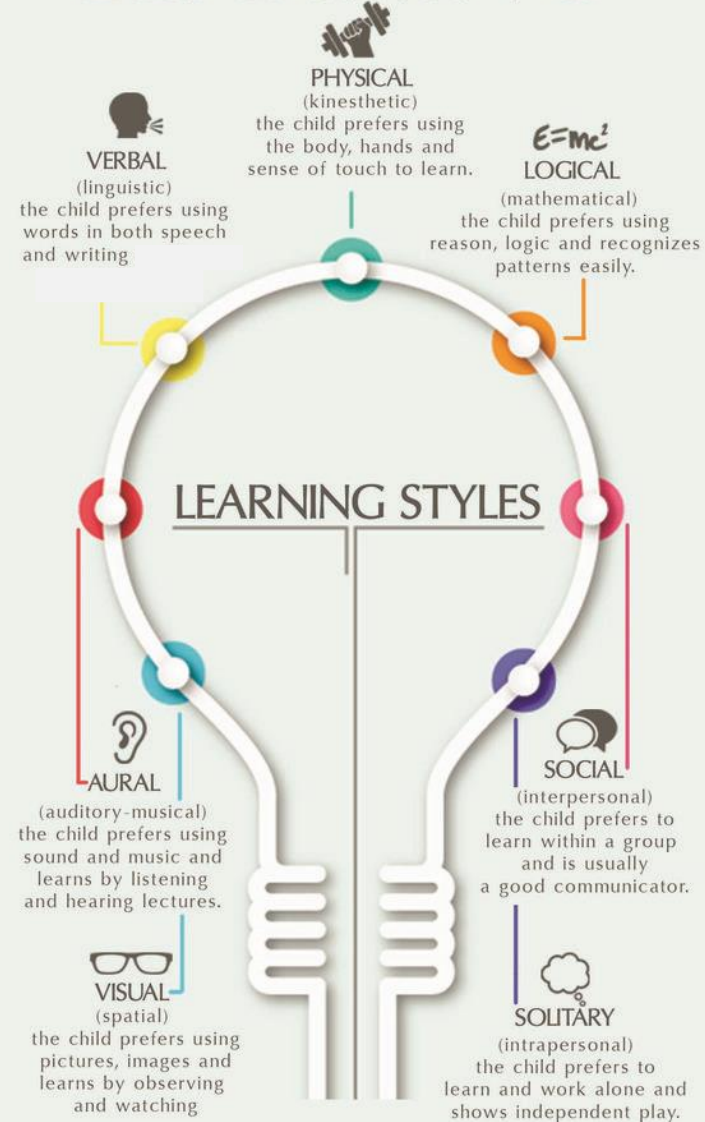 PHYSICAL
(kinesthetic)
the child prefers using
the body, hands and
sense of touch to learn.
VERBAL
(linguistic)
the child prefers using
words in both speech
and writing
E=mc²
LOGICAL
(mathematical)
the child prefers using
reason, logic and recognizes
patterns easily.
LEARNING STYLES
AURAL
(auditory-musical)
the child prefers using
sound and music and
learns by listening
and hearing lectures.
SOCIAL
(interpersonal)
the child prefers to
learn within a group
and is usually
a good communicator.
VISUAL
(spatial)
the child prefers using
pictures, images and
learns by observing
and watching
SOLITARY
(intrapersonal)
the child prefers to
learn and work alone and
shows independent play.